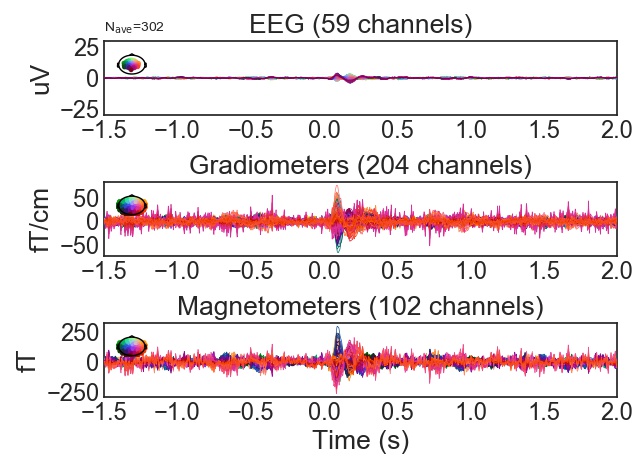 N_ave=302
EEG (59 channels)
25
0
−25
uV
−1.5 −1.0 −0.5 0.0 0.5 1.0 1.5 2.0
Gradiometers (204 channels)
50
0
−50
fT/cm
−1.5 −1.0 −0.5 0.0 0.5 1.0 1.5 2.0
Magnetometers (102 channels)
250
0
−250
fT
−1.5 −1.0 −0.5 0.0 0.5 1.0 1.5 2.0
Time (s)